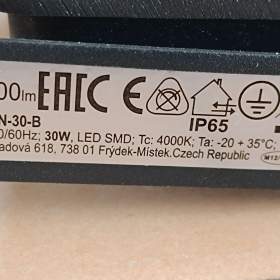 00lm EAC CE IP65
N-30-B
0/60Hz; 30W, LED SMD; Tc: 4000K; Ta: -20 + 35°C;
adová 618, 738 01 Frýdek-Místek.Czech Republic